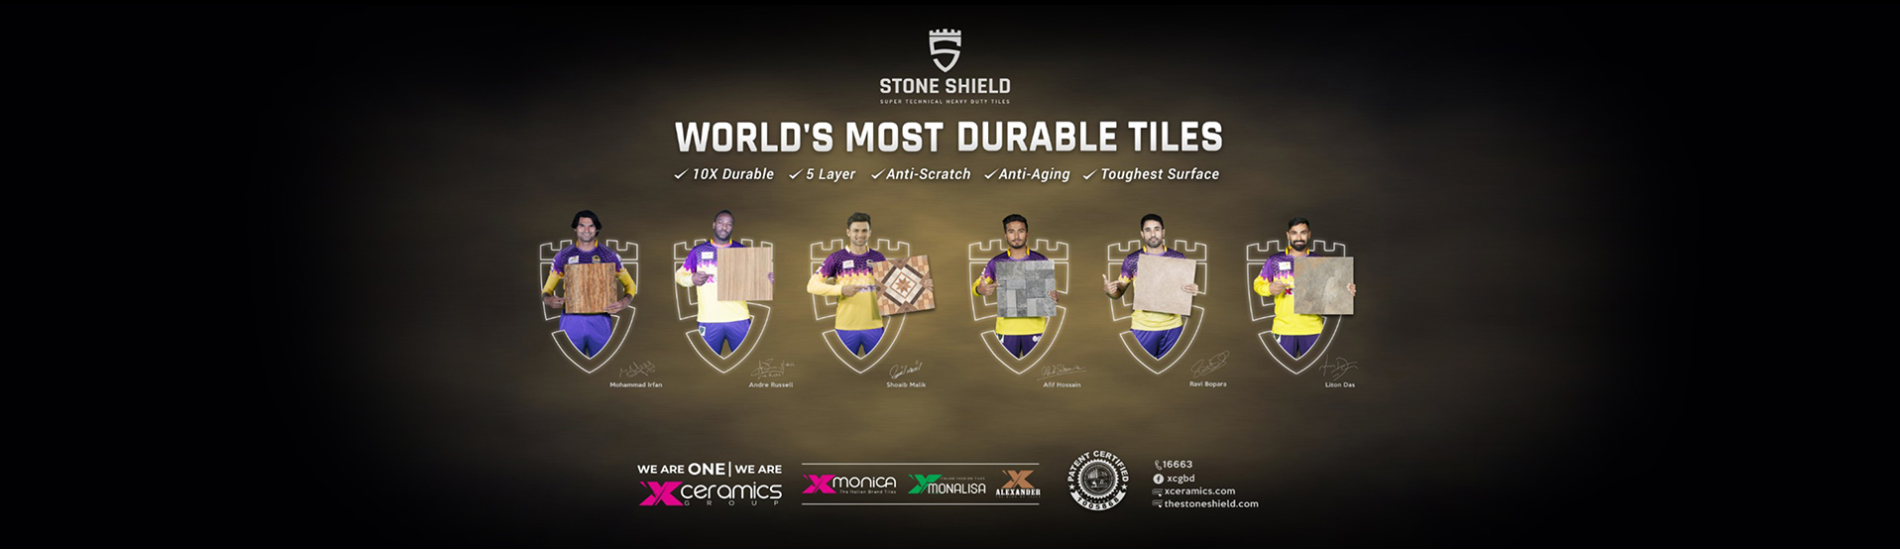 STONE SHIELD
SUPER TECHNICAL HEAVY DUTY TILES
WORLD'S MOST DURABLE TILES
✓ 10X Durable ✓ 5 Layer ✓ Anti-Scratch ✓ Anti-Aging ✓ Toughest Surface
Mohammad Irfan
Andre Russell
Shoaib Malik
Afif Hossain
Ravi Bopara
Liton Das
WE ARE ONE | WE ARE
Xceramics
GROUP
Xmonica
The Italian Brand Tiles
XMONALISA
X
ALEXANDER
PATENT CERTIFIED
16663
xcgbd
xceramics.com
thestoneshield.com